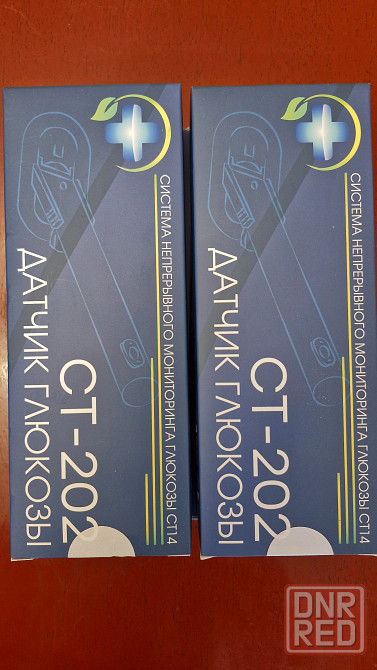 СИСТЕМА НЕПРЕРЫВНОГО МОНИТОРИНГА ГЛЮКОЗЫ СТ14
ДАТЧИК ГЛЮКОЗЫ
СТ-202
СИСТЕМА НЕПРЕРЫВНОГО МОНИТОРИНГА ГЛЮКОЗЫ СТ14
ДАТЧИК ГЛЮКОЗЫ
СТ-202
DNR
RED